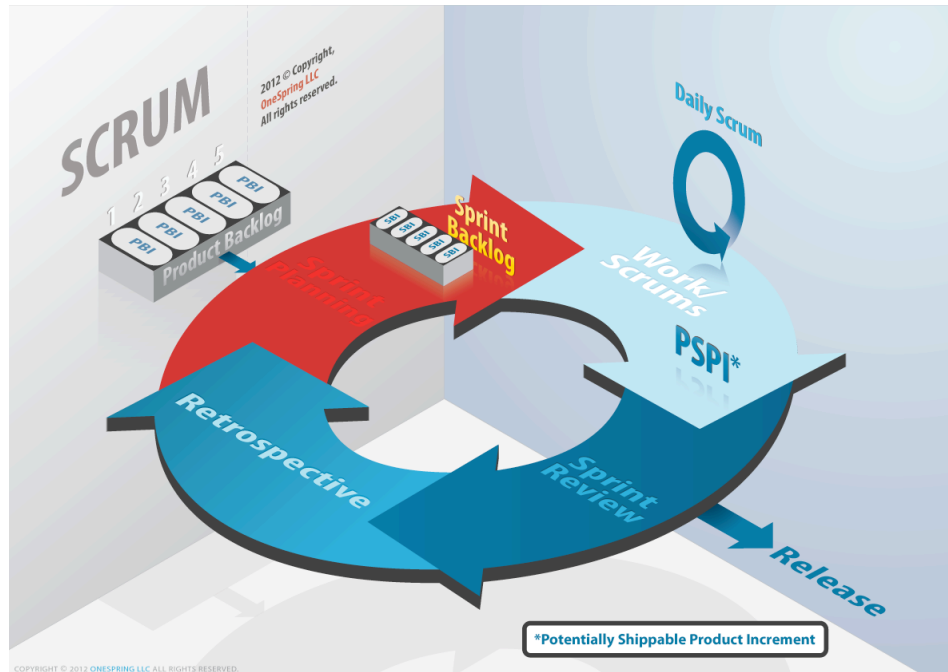 SCRUM
2012 © Copyright,
OneSpring LLC
All rights reserved.
1 2 3 4 5
PBI
PBI
PBI
PBI
PBI
Product Backlog
Sprint
Planning
SBI
SBI
SBI
SBI
SBI
Sprint
Backlog
Daily Scrum
Work/
Scrums
PSPI*
Sprint
Review
Retrospective
Release
*Potentially Shippable Product Increment
COPYRIGHT © 2012 ONESPRING LLC ALL RIGHTS RESERVED.